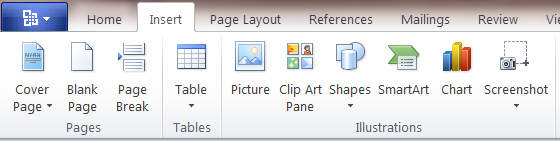 Home Insert Page Layout References Mailings Review
Cover Page Blank Page Page Break Table Picture Clip Art Pane Shapes SmartArt Chart Screenshot
Pages Tables Illustrations